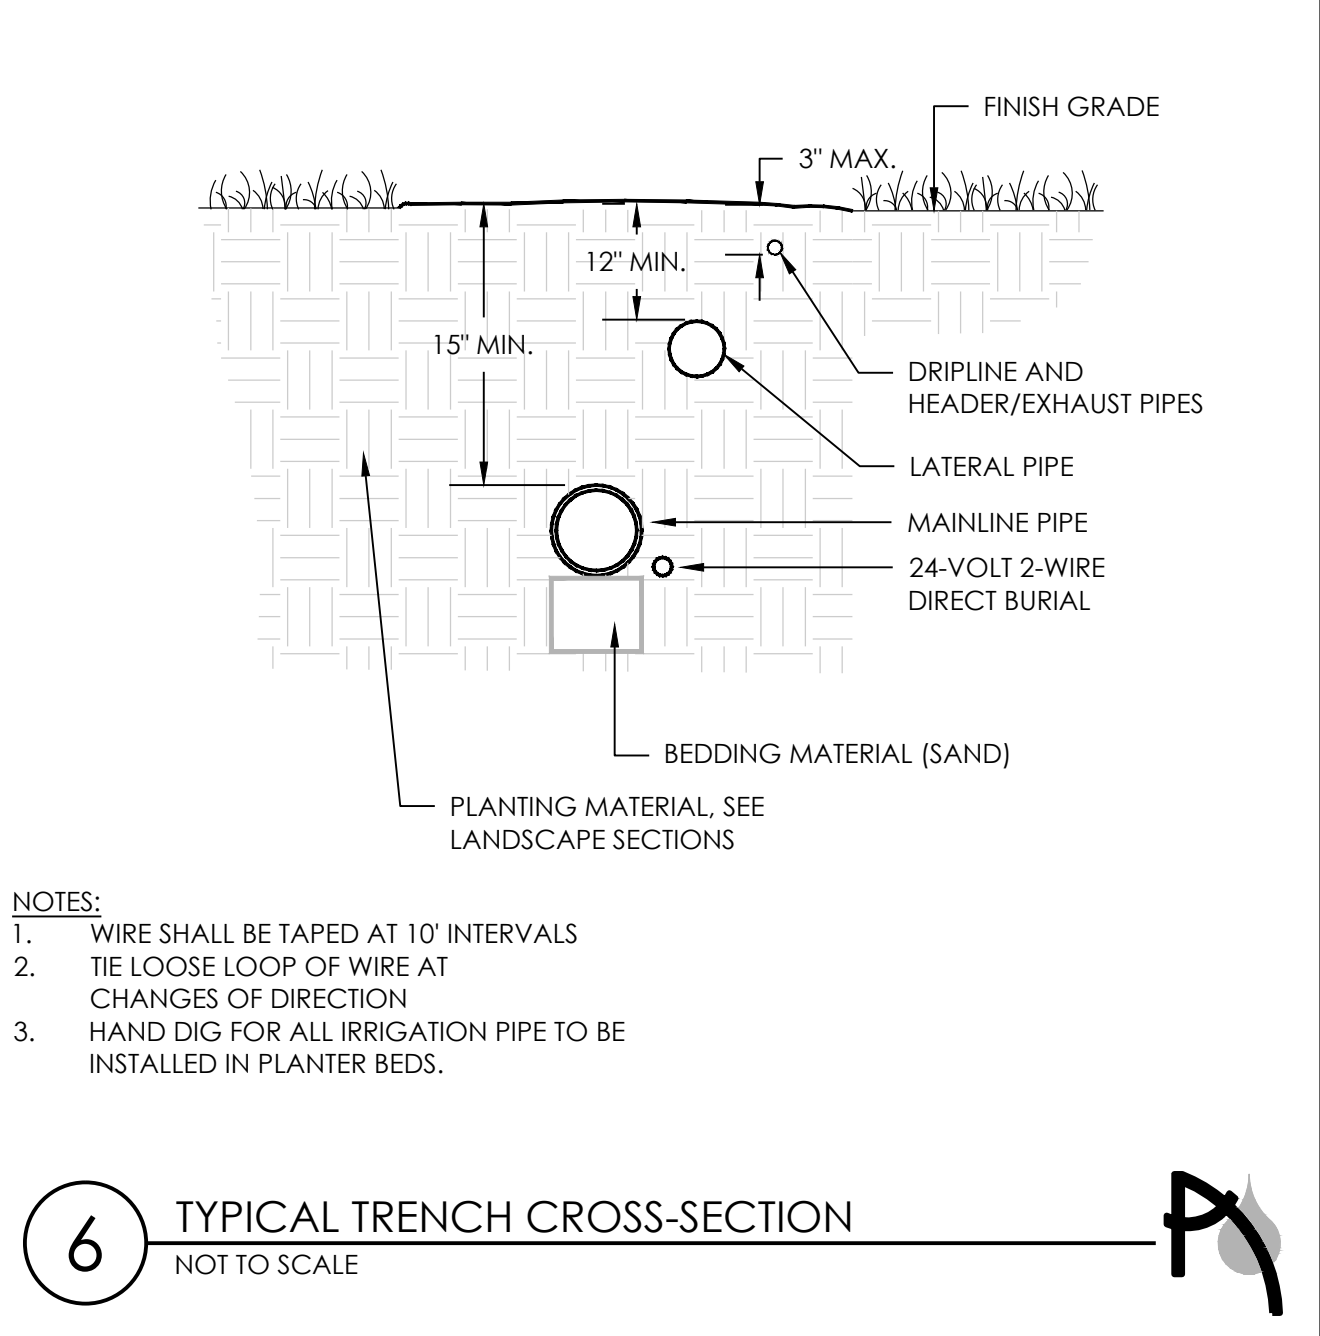 FINISH GRADE
3" MAX.
12" MIN.
15" MIN.
DRIPLINE AND
HEADER/EXHAUST PIPES
LATERAL PIPE
MAINLINE PIPE
24-VOLT 2-WIRE
DIRECT BURIAL
BEDDING MATERIAL (SAND)
PLANTING MATERIAL, SEE
LANDSCAPE SECTIONS
NOTES:
1. WIRE SHALL BE TAPED AT 10' INTERVALS
2. TIE LOOSE LOOP OF WIRE AT
CHANGES OF DIRECTION
3. HAND DIG FOR ALL IRRIGATION PIPE TO BE
INSTALLED IN PLANTER BEDS.
6
TYPICAL TRENCH CROSS-SECTION
NOT TO SCALE